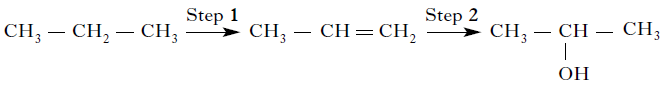 CH₃ — CH₂ — CH₃ Step 1 CH₃ — CH = CH₂ Step 2 CH₃ — CH — CH₃
OH